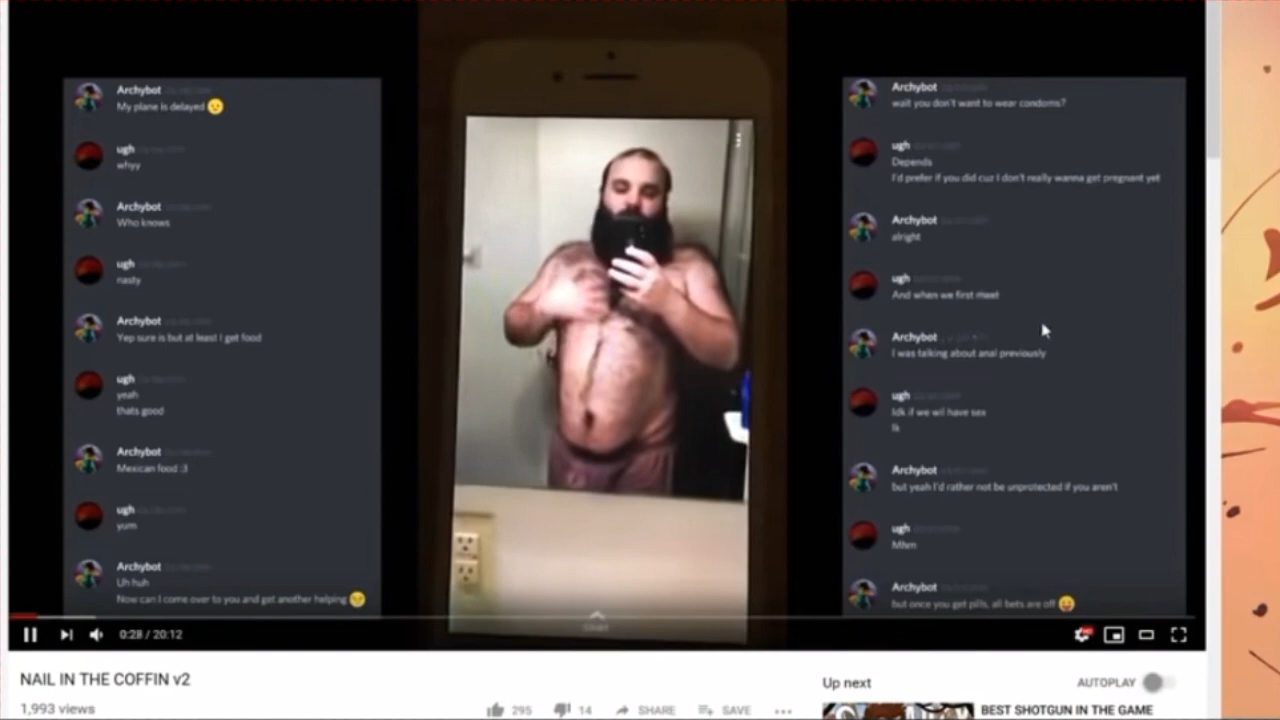 Archybot
My plane is delayed
ugh
whyy
Archybot
Who knows
ugh
nasty
Archybot
Yep sure is but at least I get food
ugh
yeah
thats good
Archybot
Mexican food :3
ugh
yum
Archybot
Uh huh
Now can I come over to you and get another helping
Archybot
wait you don't want to wear condoms?
ugh
Depends
I'd prefer if you did cuz I don't really wanna get pregnant yet
Archybot
alright
ugh
And when we first meet
Archybot
I was talking about anal previously
ugh
Idk if we wil have sex
Ik
Archybot
but yeah I'd rather not be unprotected if you aren't
ugh
Mhm
Archybot
but once you get pills, all bets are off
0:28 / 20:12
NAIL IN THE COFFIN v2
1,993 views
295
14
SHARE
SAVE
Up next
AUTOPLAY
BEST SHOTGUN IN THE GAME